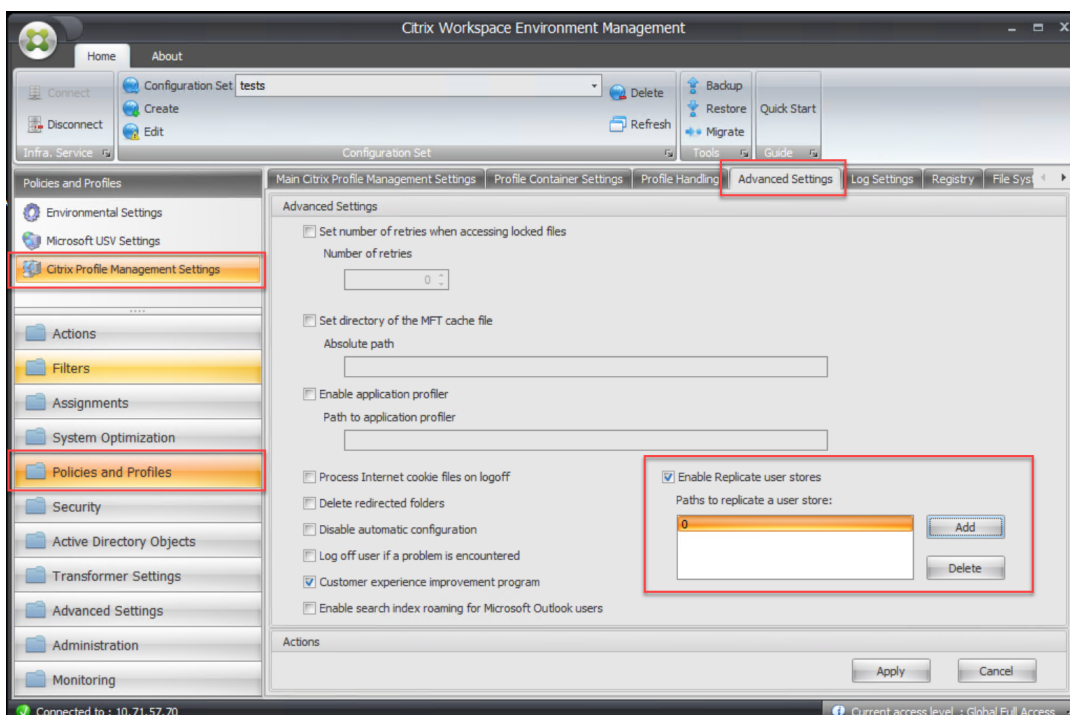 Citrix Workspace Environment Management
Home About
Connect
Disconnect
Infra. Service
Configuration Set tests
Create
Edit
Delete
Refresh
Configuration Set
Backup
Restore
Migrate
Tools
Quick Start
Guide
Policies and Profiles
Environmental Settings
Microsoft USV Settings
Citrix Profile Management Settings
Actions
Filters
Assignments
System Optimization
Policies and Profiles
Security
Active Directory Objects
Transformer Settings
Advanced Settings
Administration
Monitoring
Main Citrix Profile Management Settings Profile Container Settings Profile Handling Advanced Settings Log Settings Registry File Syst
Advanced Settings
Set number of retries when accessing locked files
Number of retries
0
Set directory of the MFT cache file
Absolute path
Enable application profiler
Path to application profiler
Process Internet cookie files on logoff
Delete redirected folders
Disable automatic configuration
Log off user if a problem is encountered
Customer experience improvement program
Enable search index roaming for Microsoft Outlook users
Enable Replicate user stores
Paths to replicate a user store:
0
Add
Delete
Actions
Apply Cancel
Connected to : 10.71.57.70
Current access level : Global Full Access